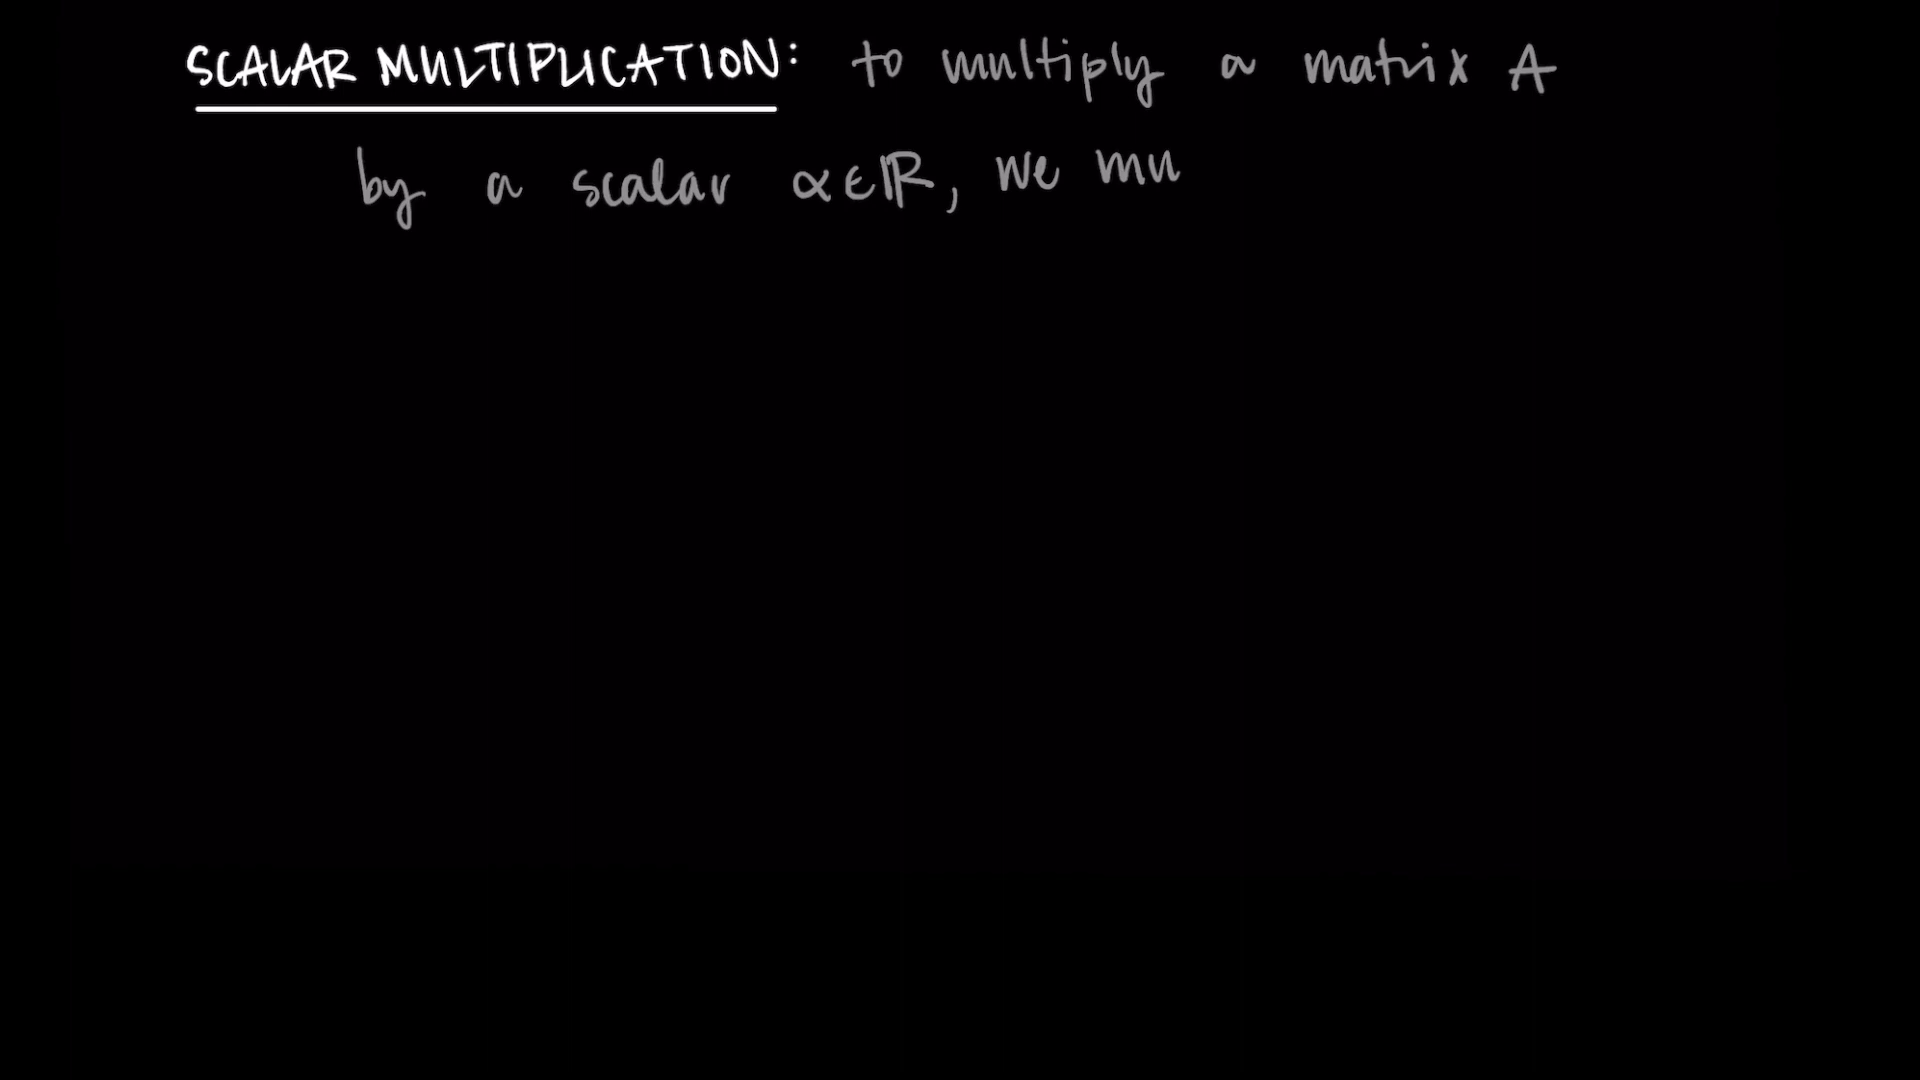 SCALAR MULTIPLICATION: to multiply a matrix A
by a scalar α∈ℝ, we mu